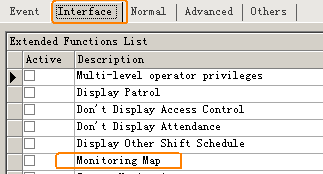 Event Interface Normal Advanced Others
Extended Functions List
Active Description
Multi-level operator privileges
Display Patrol
Don't Display Access Control
Don't Display Attendance
Display Other Shift Schedule
Monitoring Map